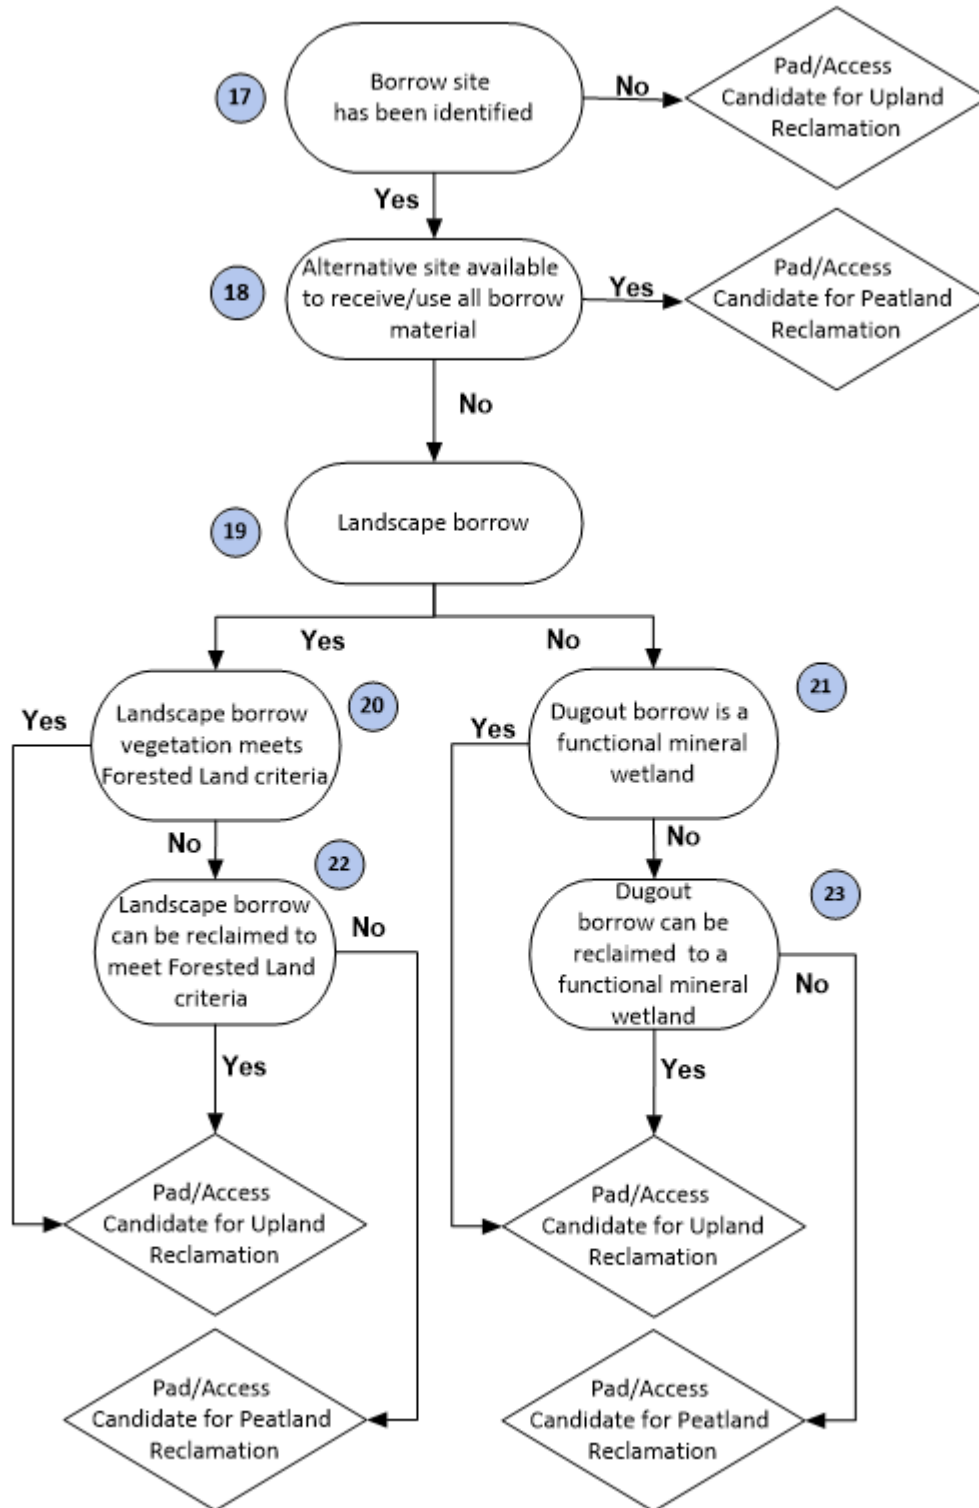 17
Borrow site
has been identified
No
Pad/Access
Candidate for Upland
Reclamation
Yes
18
Alternative site available
to receive/use all borrow
material
Yes
Pad/Access
Candidate for Peatland
Reclamation
No
19
Landscape borrow
Yes
No
20
Yes
Landscape borrow
vegetation meets
Forested Land criteria
21
Yes
Dugout borrow is a
functional mineral
wetland
No
No
22
Landscape borrow
can be reclaimed to
meet Forested Land
criteria
No
23
Dugout
borrow can be
reclaimed to a
functional mineral
wetland
No
Yes
Yes
Pad/Access
Candidate for Upland
Reclamation
Pad/Access
Candidate for Upland
Reclamation
Pad/Access
Candidate for Peatland
Reclamation
Pad/Access
Candidate for Peatland
Reclamation